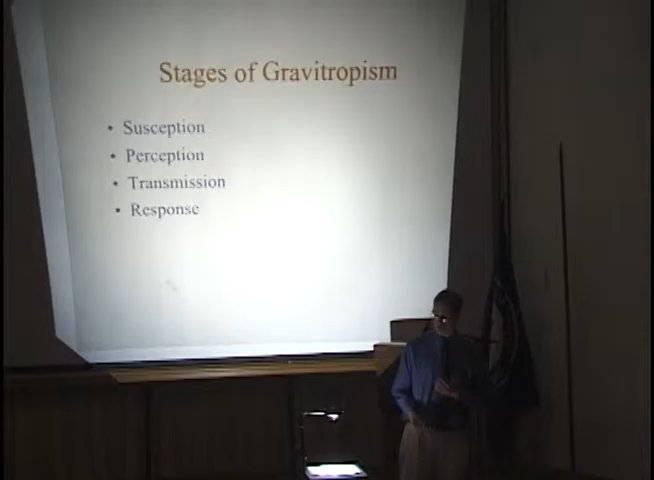 Stages of Gravitropism
• Susception
• Perception
• Transmission
• Response